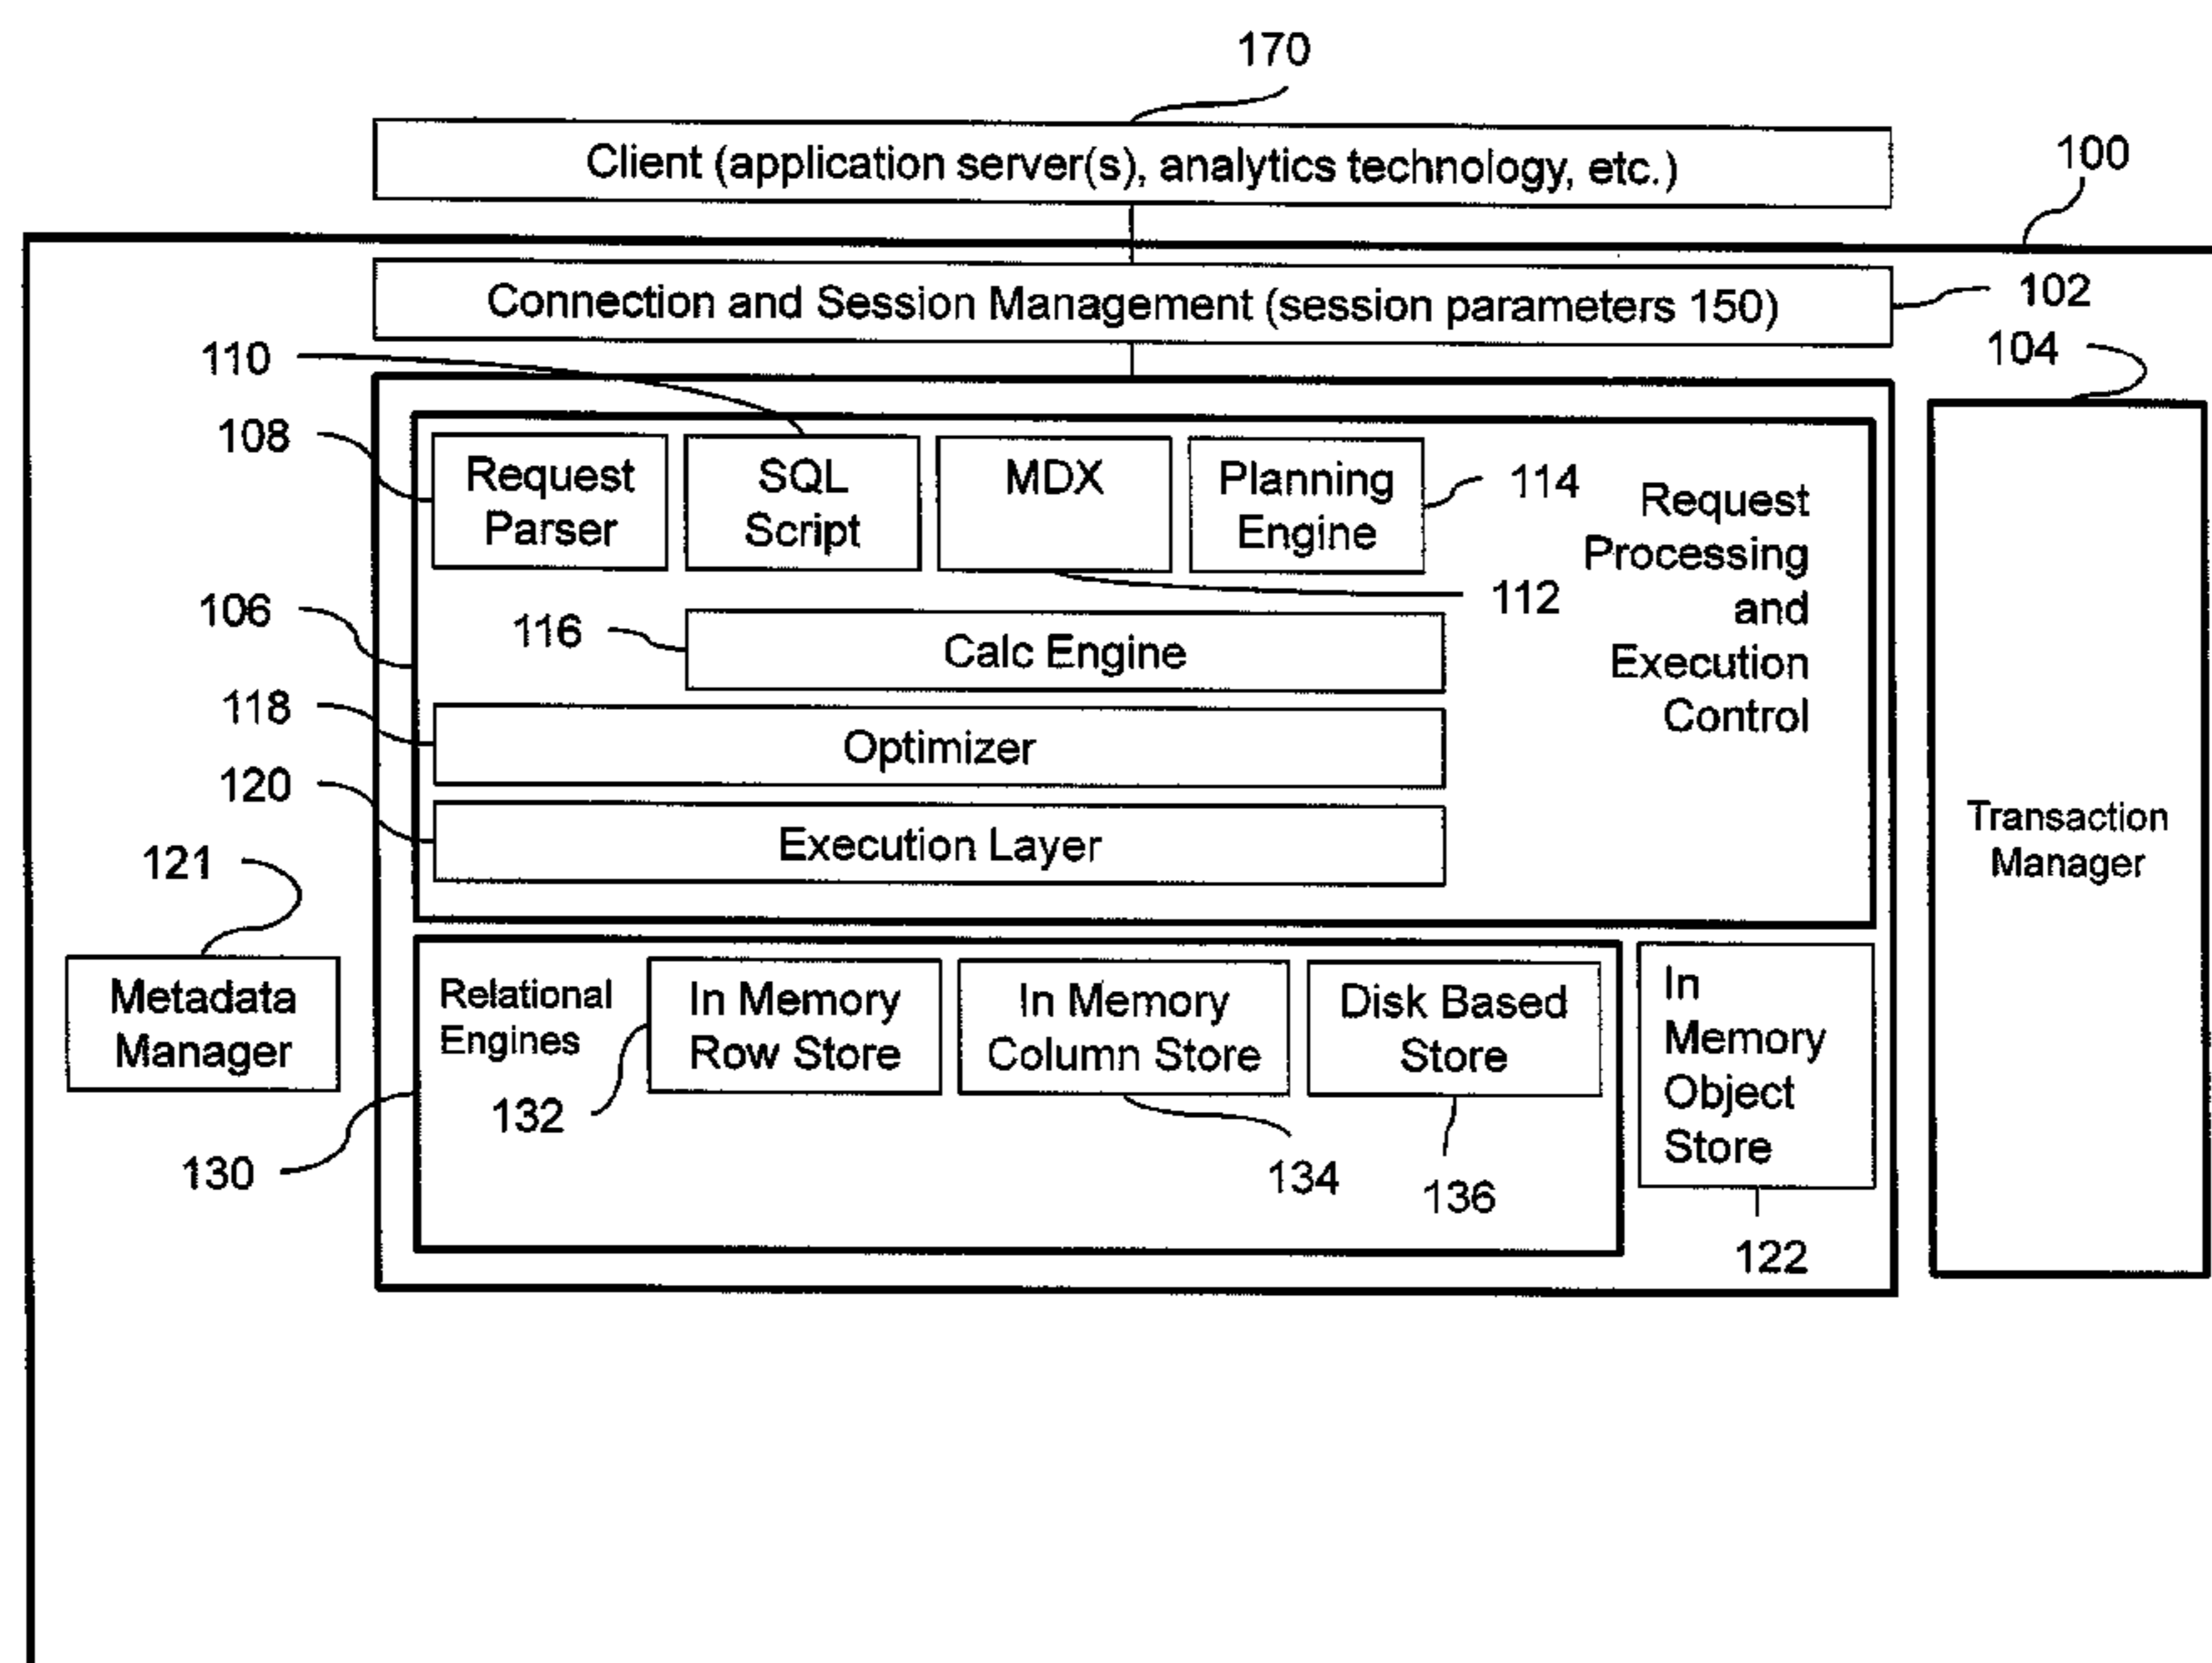 170
Client (application server(s), analytics technology, etc.)
100
Connection and Session Management (session parameters 150)
102
104
110
108
Request
Parser
SQL
Script
MDX
Planning
Engine
114
Request
Processing
and
Execution
Control
112
106
116
Calc Engine
118
Optimizer
120
Execution Layer
Transaction
Manager
121
Metadata
Manager
Relational
Engines
In Memory
Row Store
In Memory
Column Store
Disk Based
Store
In
Memory
Object
Store
132
130
134
136
122